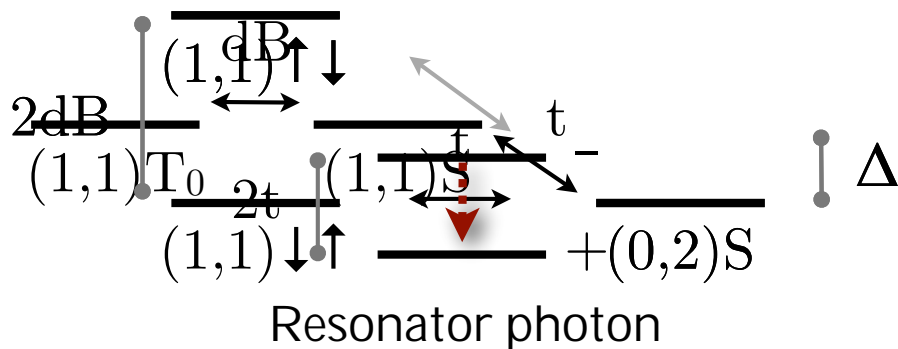 dB
(1,1)↑↓
2dB
t
t
–
(1,1)T₀
(1,1)S
Δ
2t
(1,1)↓↑
+
(0,2)S
Resonator photon